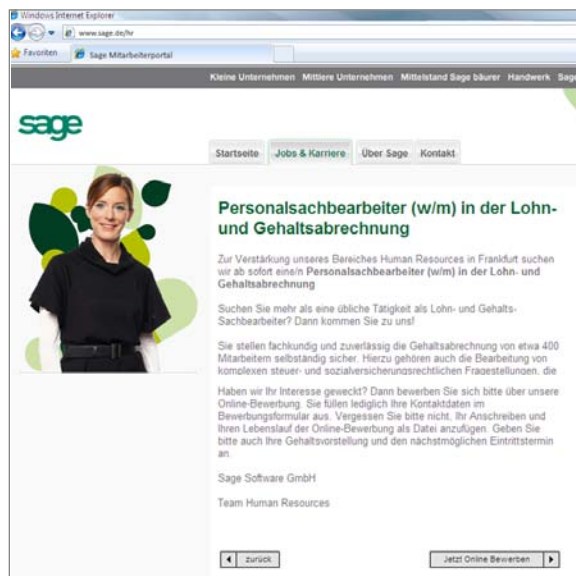 Windows Internet Explorer
www.sage.de/hr
Favoriten
Sage Mitarbeiterportal
Kleine Unternehmen Mittlere Unternehmen Mittelstand Sage bäurer Handwerk Sage
sage
Startseite Jobs & Karriere Über Sage Kontakt
Personalsachbearbeiter (w/m) in der Lohn-
und Gehaltsabrechnung
Zur Verstärkung unseres Bereiches Human Resources in Frankfurt suchen
wir ab sofort eine/n Personalsachbearbeiter (w/m) in der Lohn- und
Gehaltsabrechnung
Suchen Sie mehr als eine übliche Tätigkeit als Lohn- und Gehalts-
Sachbearbeiter? Dann kommen Sie zu uns!
Sie stellen fachkundig und zuverlässig die Gehaltsabrechnung von etwa 400
Mitarbeitern selbständig sicher. Hierzu gehören auch die Bearbeitung von
komplexen steuer- und sozialversicherungsrechtlichen Fragestellungen, die
Haben wir Ihr Interesse geweckt? Dann bewerben Sie sich bitte über unsere
Online-Bewerbung. Sie füllen lediglich Ihre Kontaktdaten im
Bewerbungsformular aus. Vergessen Sie bitte nicht, Ihr Anschreiben und
Ihren Lebenslauf der Online-Bewerbung als Datei anzufügen. Geben Sie
bitte auch Ihre Gehaltsvorstellung und den nächstmöglichen Eintrittstermin
an.
Sage Software GmbH
Team Human Resources
zurück
Jetzt Online Bewerben